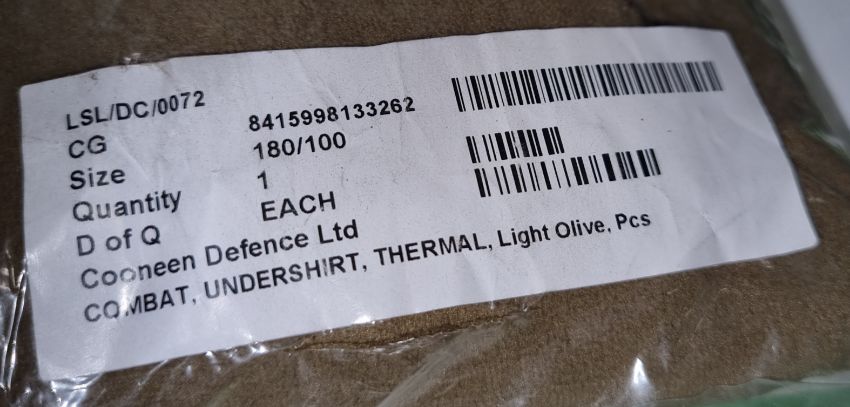 LSL/DC/0072
CG 8415998133262
Size 180/100
Quantity 1
D of Q EACH
Cooneen Defence Ltd
COMBAT, UNDERSHIRT, THERMAL, Light Olive, Pcs